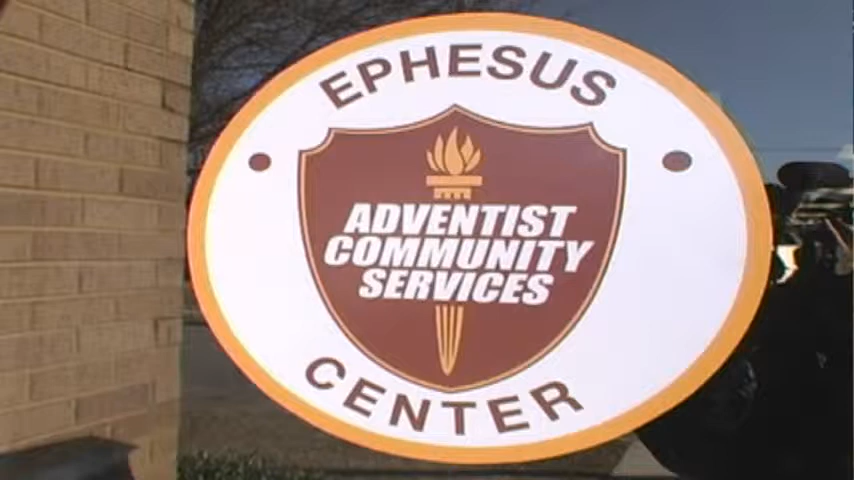 EPHESUS
ADVENTIST
COMMUNITY
SERVICES
CENTER